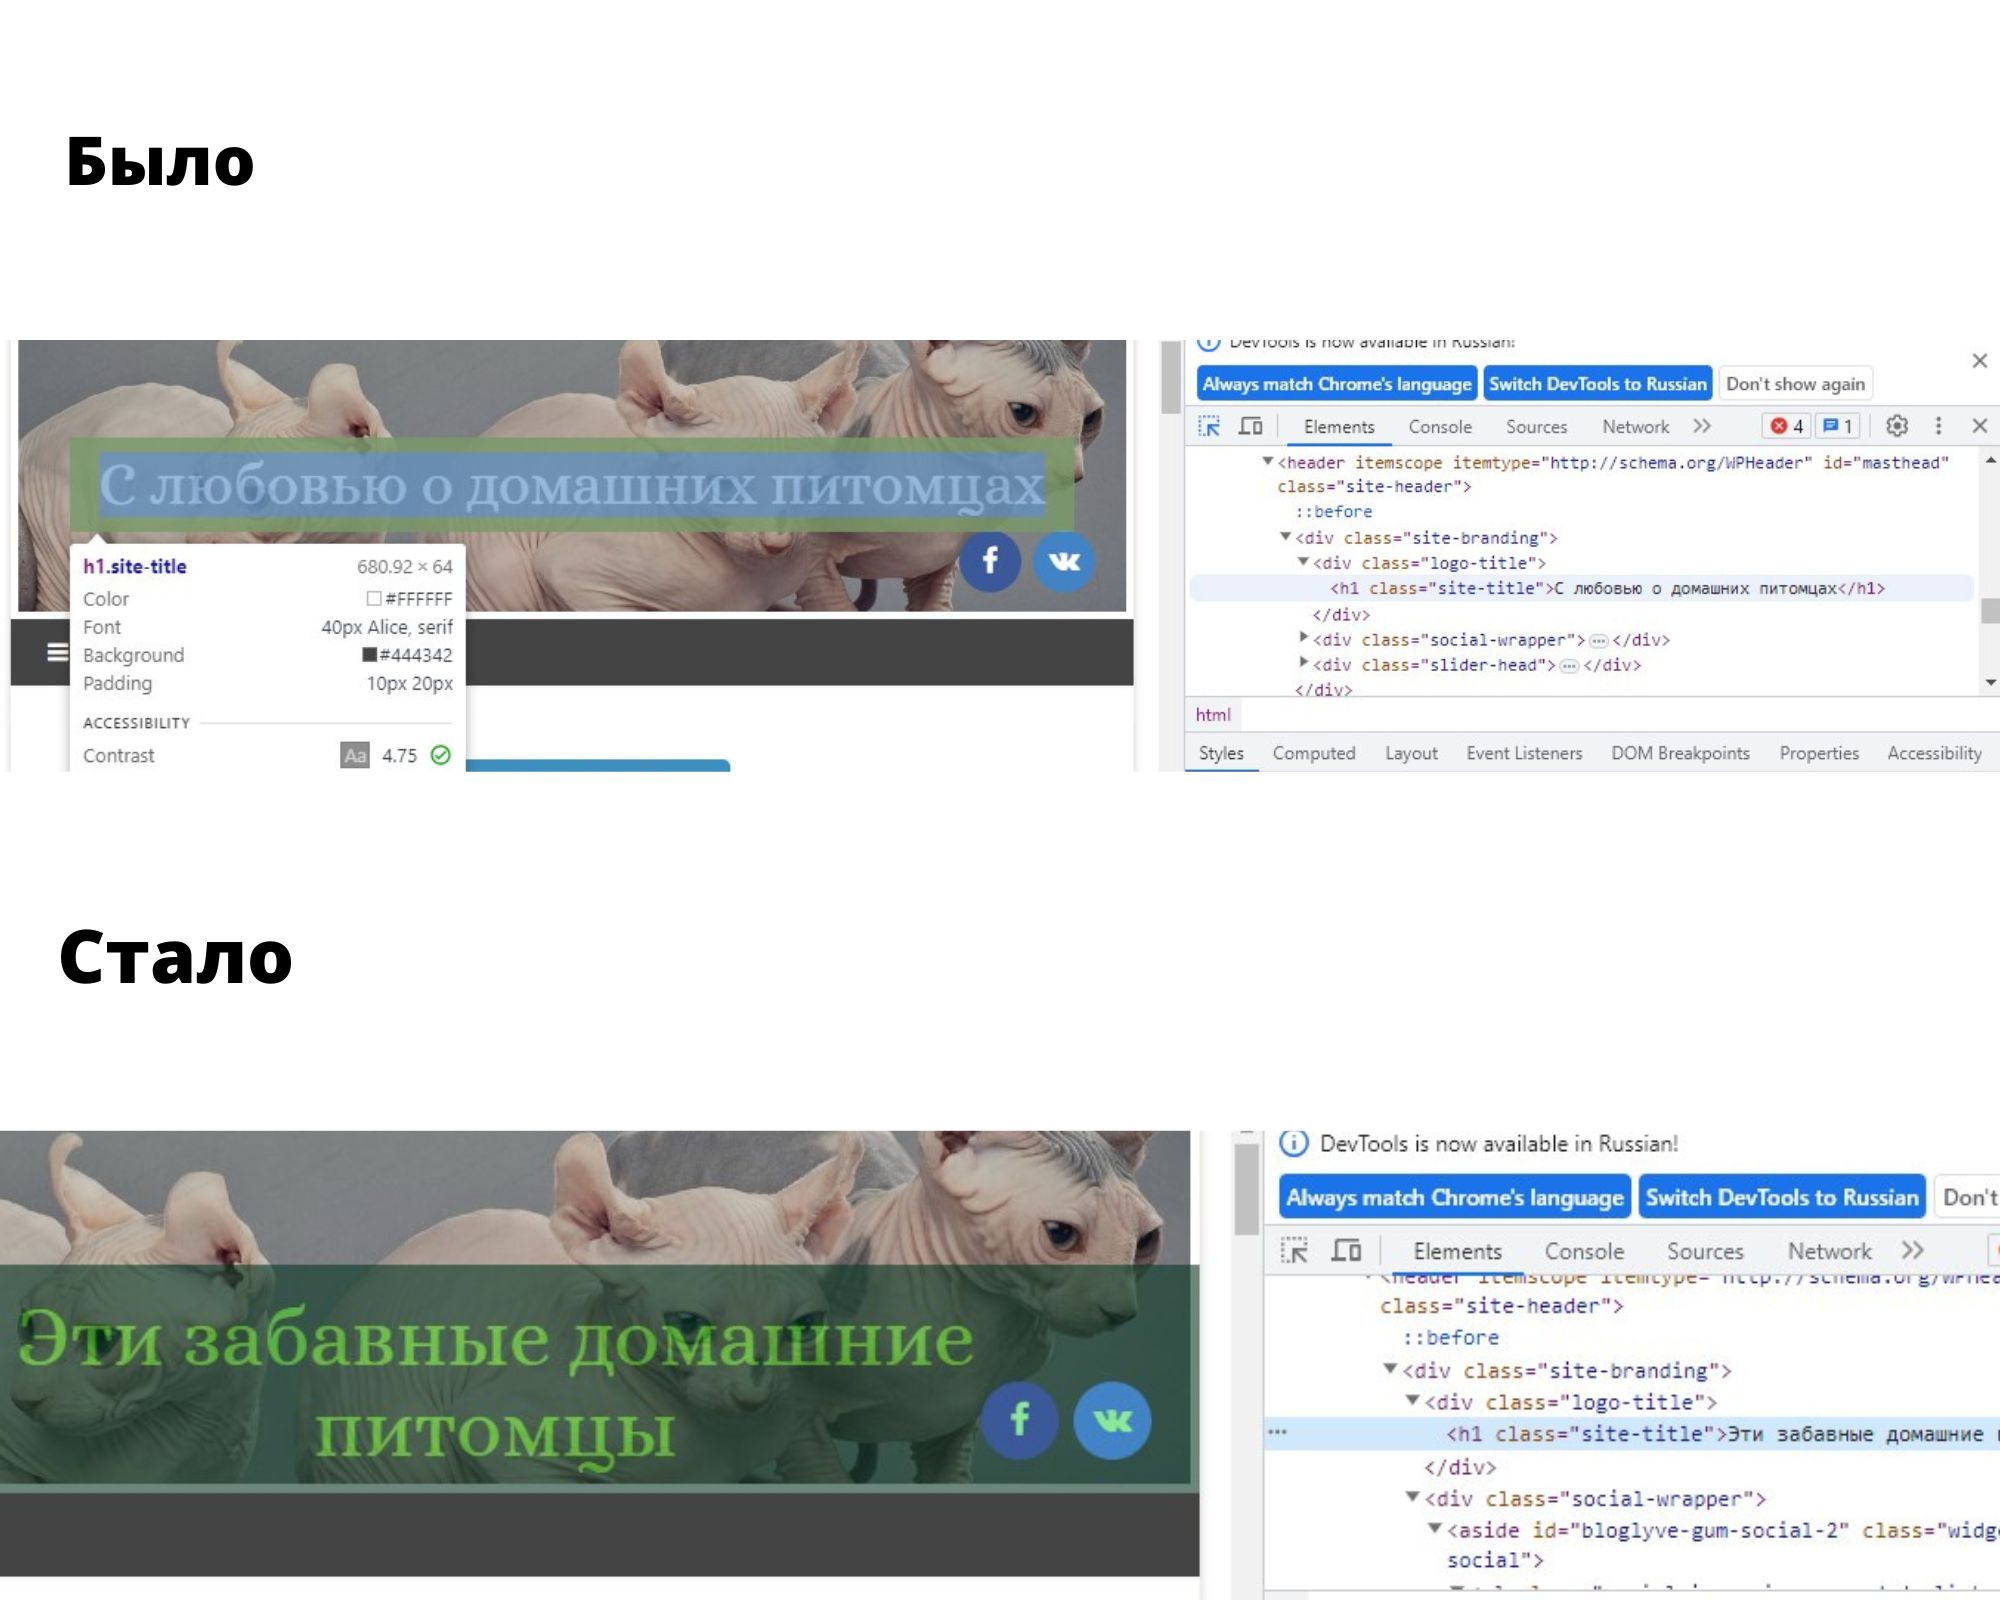 Было
DevTools is now available in Russian!
Always match Chrome's language Switch DevTools to Russian Don't show again
Elements Console Sources Network 4 1
<header itemscope itemtype="http://schema.org/WPHeader" id="masthead"
class="site-header">
::before
<div class="site-branding">
<div class="logo-title">
<h1 class="site-title">С любовью о домашних питомцах</h1>
</div>
<div class="social-wrapper"> … </div>
<div class="slider-head"> … </div>
</div>
html
Styles Computed Layout Event Listeners DOM Breakpoints Properties Accessibility
С любовью о домашних питомцах
h1.site-title 680.92 × 64
Color #FFFFFF
Font 40px Alice, serif
Background #444342
Padding 10px 20px
ACCESSIBILITY
Contrast Aa 4.75
Стало
Эти забавные домашние
питомцы
DevTools is now available in Russian!
Always match Chrome's language Switch DevTools to Russian Don't
Elements Console Sources Network
<header itemscope itemtype="http://schema.org/WPHea
class="site-header">
::before
<div class="site-branding">
<div class="logo-title">
<h1 class="site-title">Эти забавные домашние
</div>
<div class="social-wrapper">
<aside id="bloglyve-gum-social-2" class="widg
social">